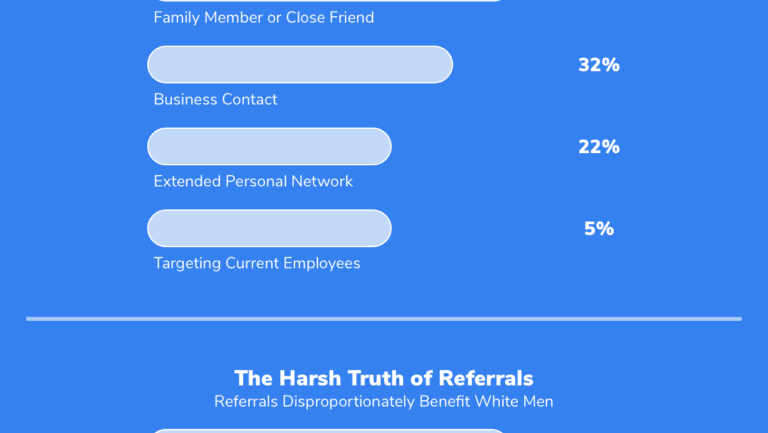 Family Member or Close Friend
32%
Business Contact
22%
Extended Personal Network
5%
Targeting Current Employees
The Harsh Truth of Referrals
Referrals Disproportionately Benefit White Men